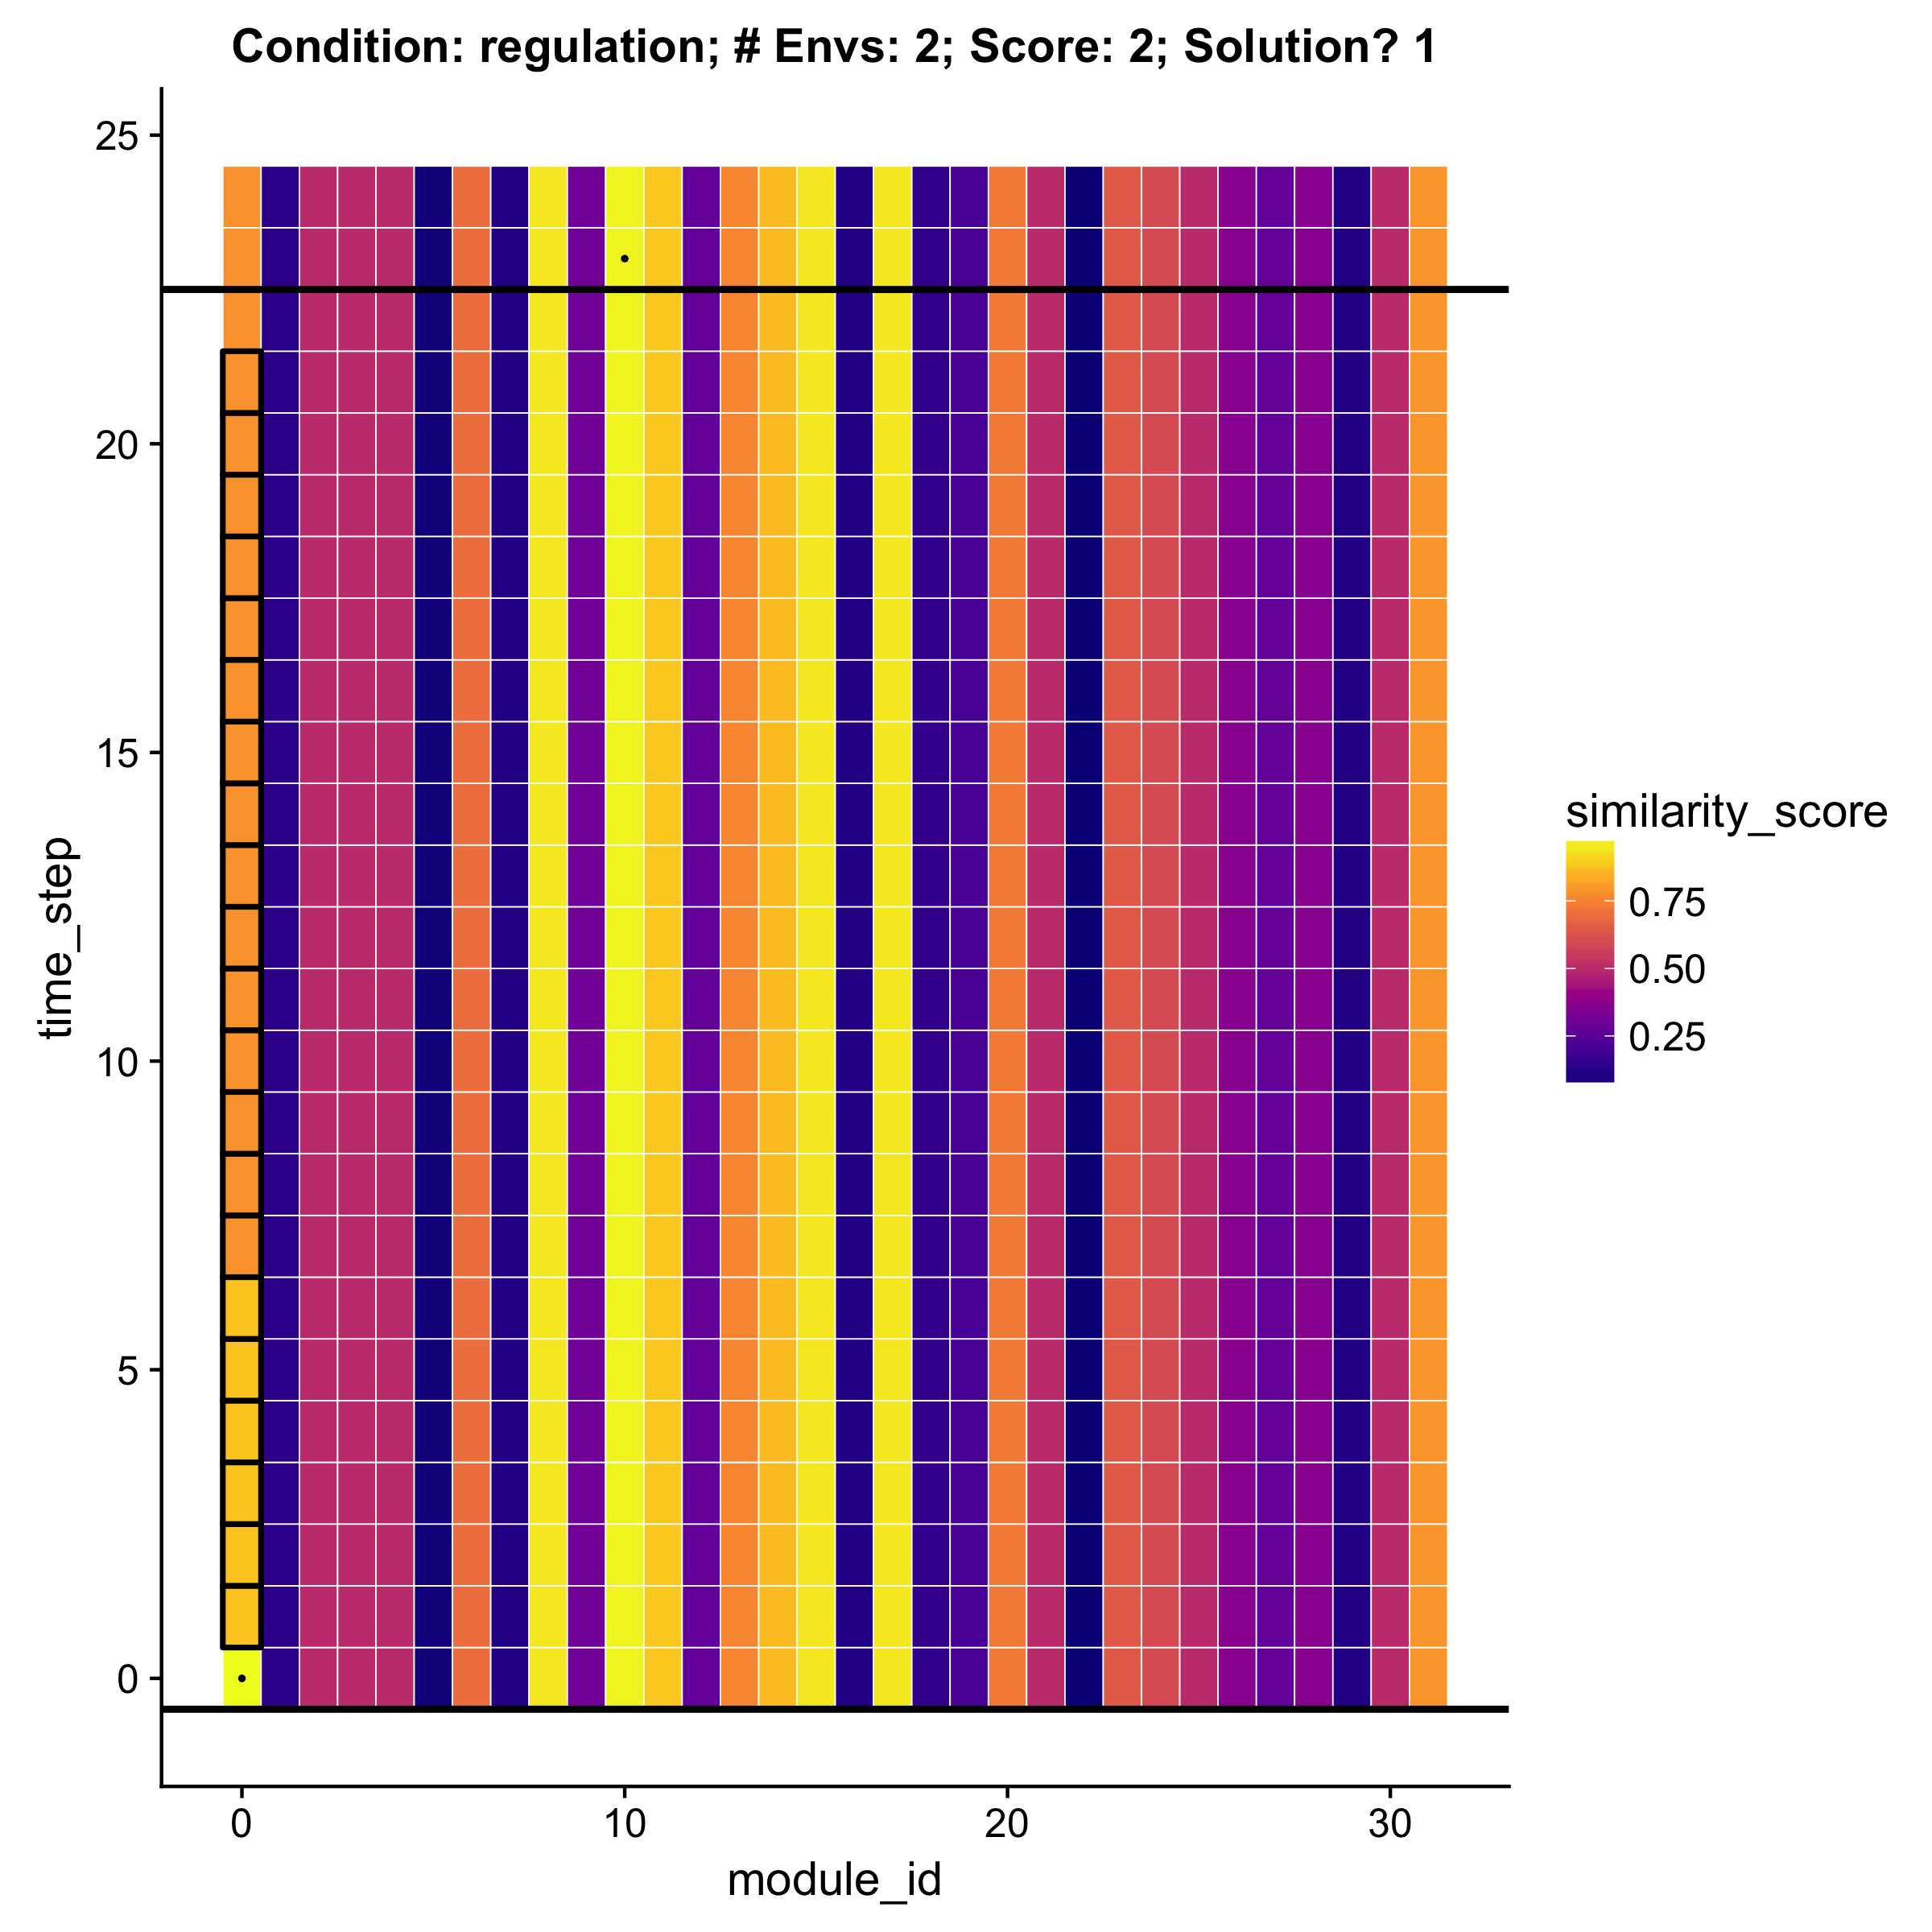 Condition: regulation; # Envs: 2; Score: 2; Solution? 1
25
20
15
10
5
0
time_step
0 10 20 30
module_id
similarity_score
0.75
0.50
0.25